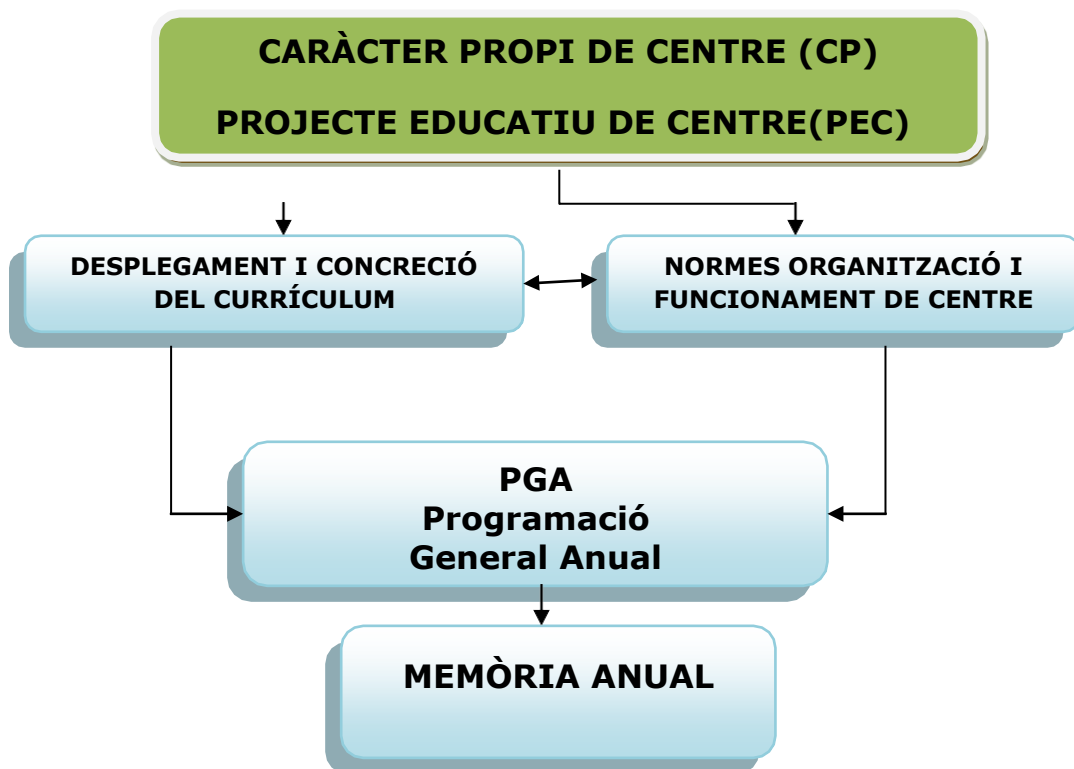 CARÀCTER PROPI DE CENTRE (CP)
PROJECTE EDUCATIU DE CENTRE(PEC)
DESPLEGAMENT I CONCRECIÓ
DEL CURRÍCULUM
NORMES ORGANITZACIÓ I
FUNCIONAMENT DE CENTRE
PGA
Programació
General Anual
MEMÒRIA ANUAL